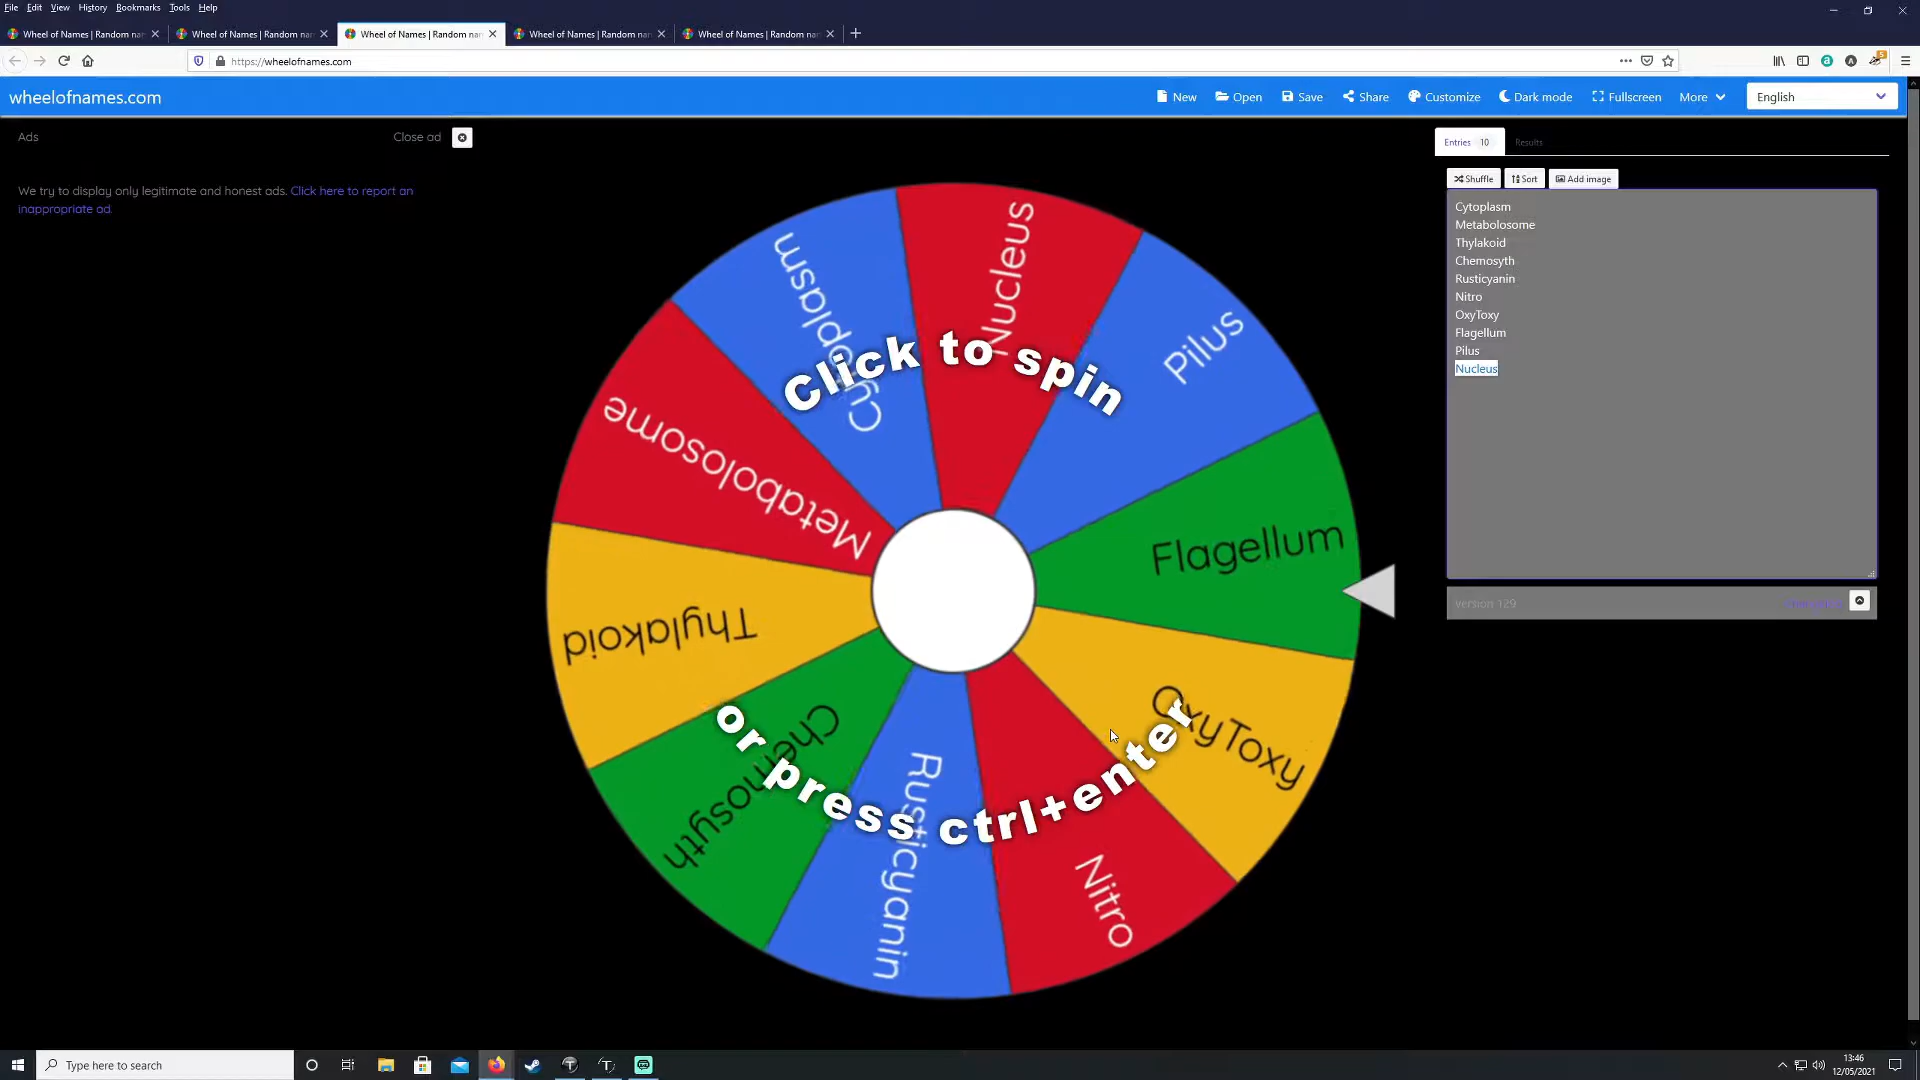 File Edit View History Bookmarks Tools Help
Wheel of Names | Random nar
Wheel of Names | Random nar
Wheel of Names | Random nar
Wheel of Names | Random nar
Wheel of Names | Random nar
https://wheelofnames.com
wheelofnames.com
New Open Save Share Customize Dark mode Fullscreen More English
Ads Close ad
We try to display only legitimate and honest ads. Click here to report an
inappropriate ad.
Entries 10 Results
Shuffle Sort Add image
Cytoplasm
Metabolosome
Thylakoid
Chemosyth
Rusticyanin
Nitro
OxyToxy
Flagellum
Pilus
Nucleus
Version 129
Click to spin
or press ctrl+enter
Nucleus
Pilus
Flagellum
OxyToxy
Nitro
Rusticyanin
Chemosyth
Thylakoid
Metabolosome
Cytoplasm
Type here to search
13:46
12/05/2021